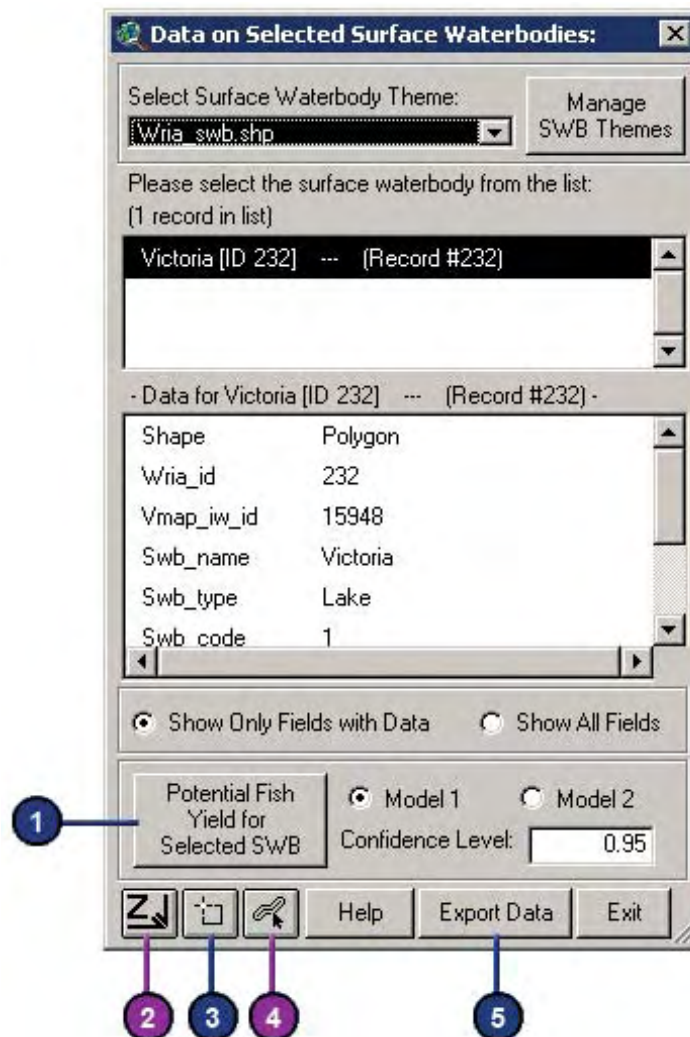 Data on Selected Surface Waterbodies:
Select Surface Waterbody Theme:
Wria_swb.shp
Manage
SWB Themes
Please select the surface waterbody from the list:
(1 record in list)
Victoria [ID 232] --- (Record #232)
- Data for Victoria [ID 232] --- (Record #232) -
Shape Polygon
Wria_id 232
Vmap_iw_id 15948
Swb_name Victoria
Swb_type Lake
Swb_code 1
Show Only Fields with Data Show All Fields
Potential Fish
Yield for
Selected SWB
Model 1 Model 2
Confidence Level: 0.95
Help Export Data Exit
1
2 3 4 5